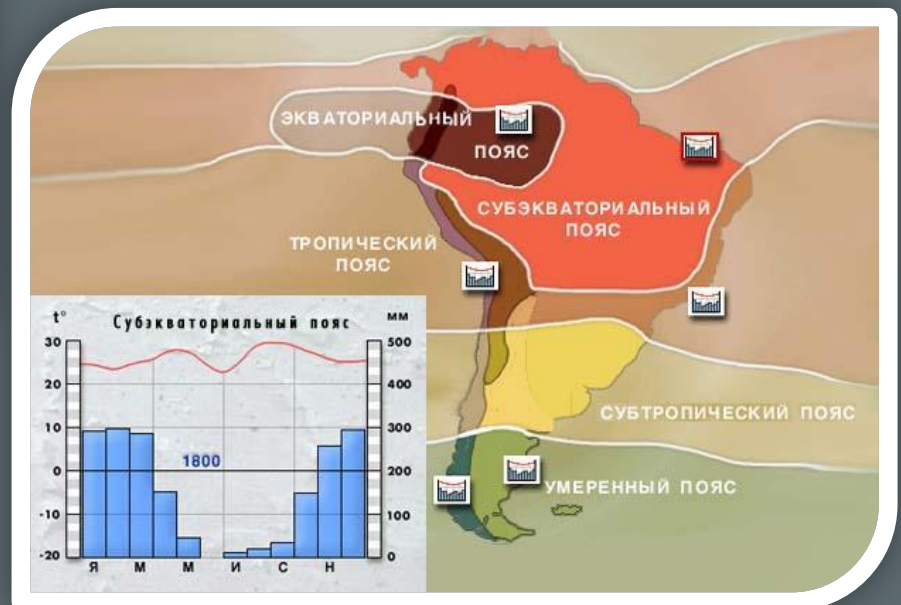 ЭКВАТОРИАЛЬНЫЙ
ПОЯС
СУБЭКВАТОРИАЛЬНЫЙ
ПОЯС
ТРОПИЧЕСКИЙ
ПОЯС
СУБТРОПИЧЕСКИЙ ПОЯС
УМЕРЕННЫЙ ПОЯС
t° Субэкваториальный пояс мм
30 500
20 400
10 300
0 200
-10 100
-20 0
1800
Я М М И С Н